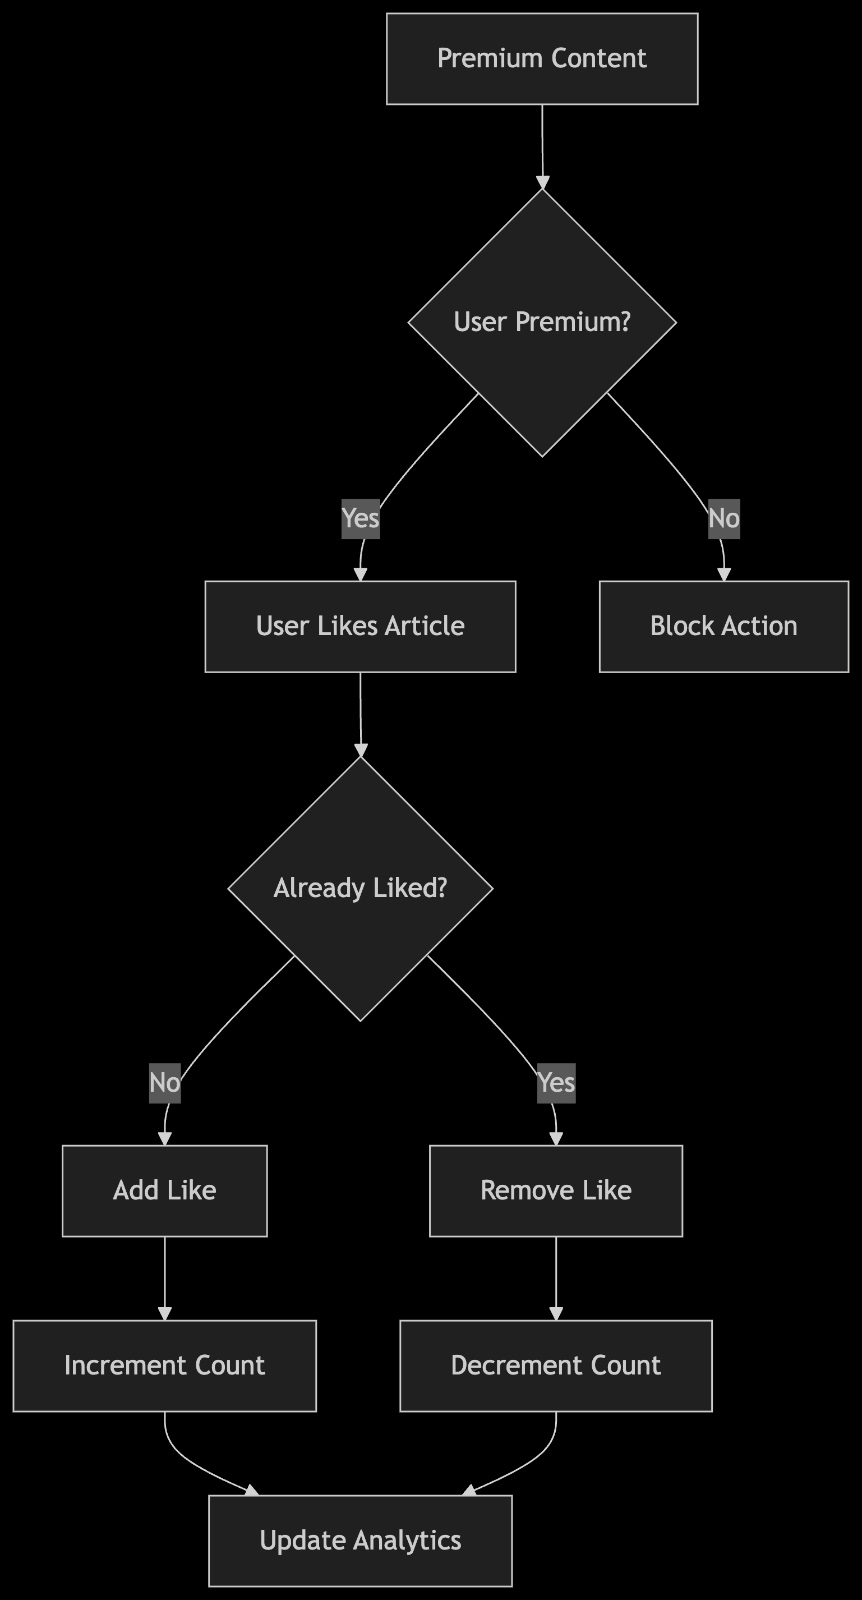 Premium Content
User Premium?
Yes
No
User Likes Article
Block Action
Already Liked?
No
Yes
Add Like
Remove Like
Increment Count
Decrement Count
Update Analytics